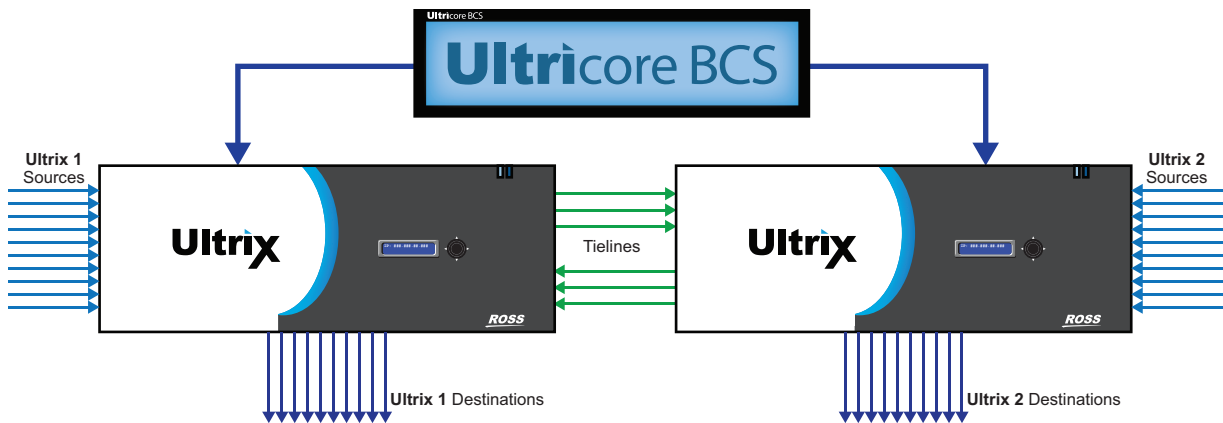 Ultricore BCS
Ultricore BCS
Ultrix 1
Sources
Ultrix 2
Sources
Ultrix
Tielines
Ultrix
ROSS
ROSS
Ultrix 1 Destinations
Ultrix 2 Destinations